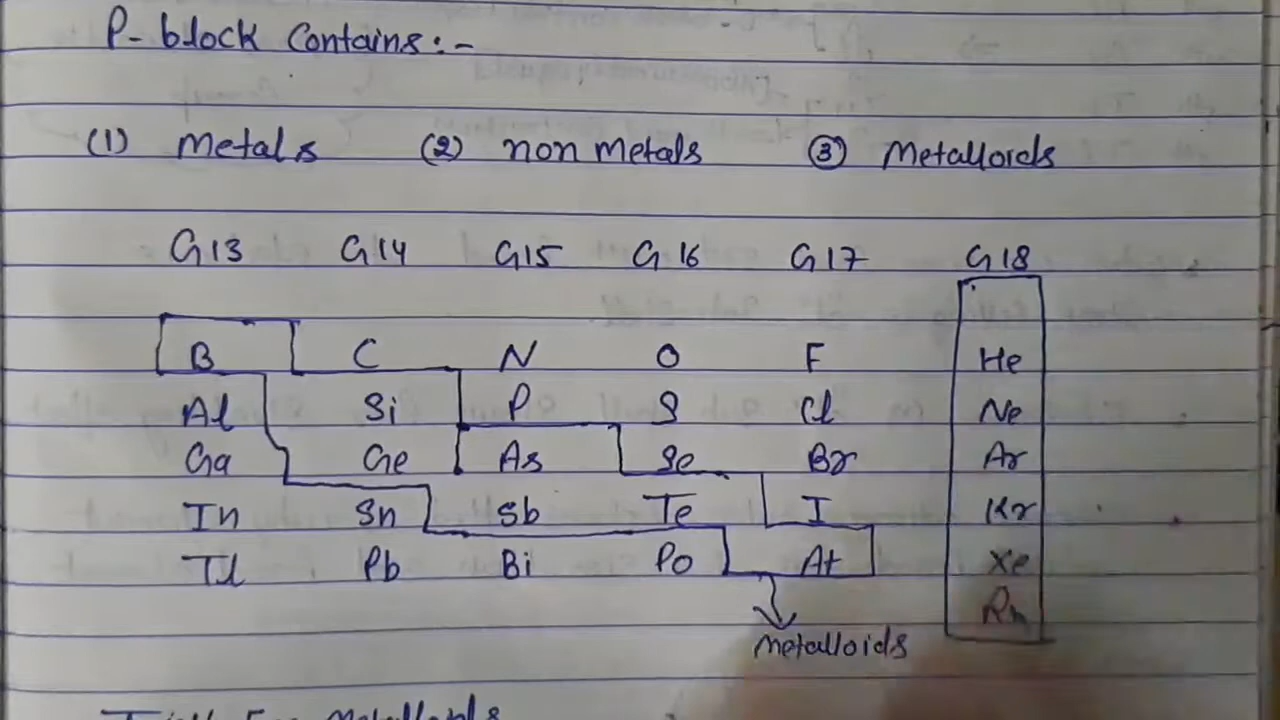 P-block Contains:-
(1) Metals (2) non metals (3) Metalloids
G13 G14 G15 G16 G17 G18
B C N O F He
Al Si P S Cl Ne
Ga Ge As Se Br Ar
In Sn Sb Te I Kr
Tl Pb Bi Po At Xe
Rn
Metalloids
For Metalloids